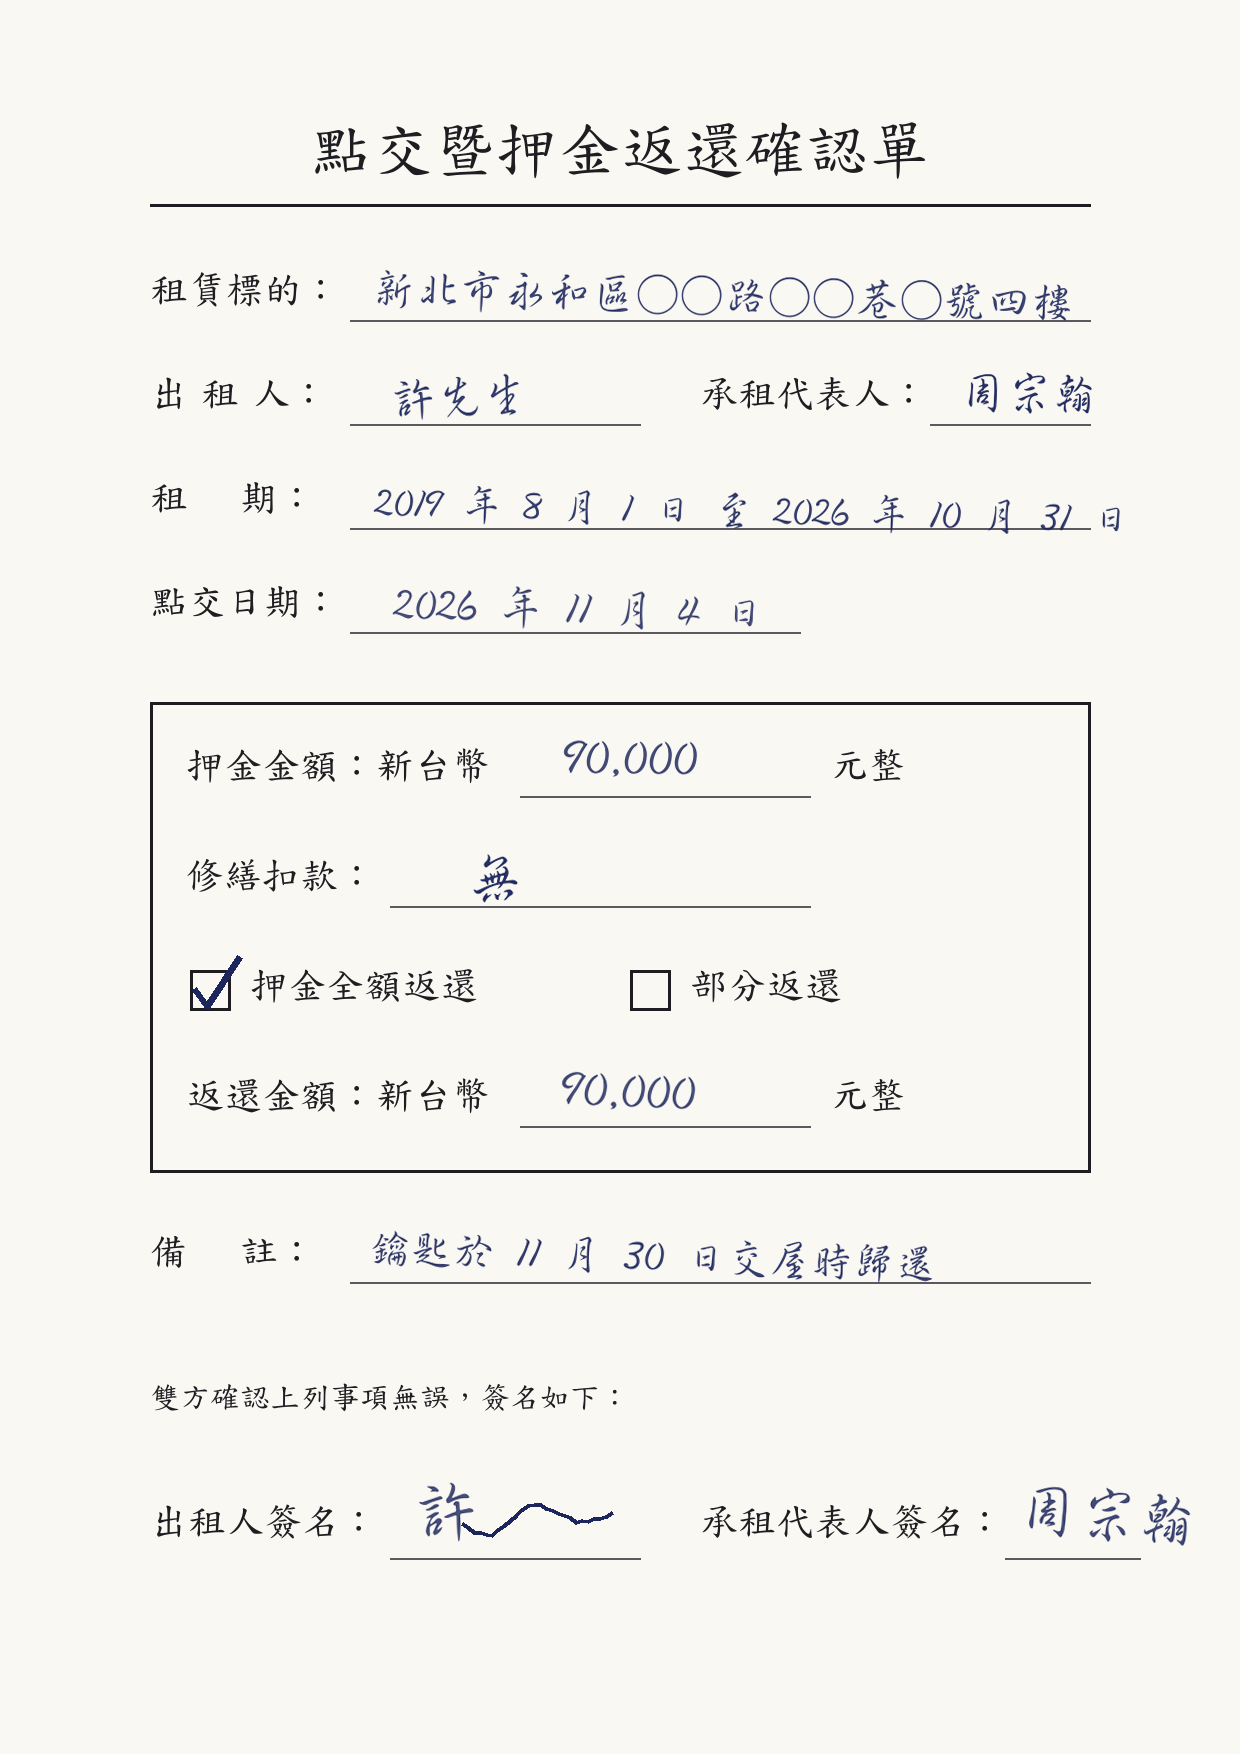 點交暨押金返還確認單
租賃標的：新北市永和區〇〇路〇〇巷〇號四樓
出 租 人：許先生 承租代表人：周宗翰
租 期：2019 年 8 月 1 日 至 2026 年 10 月 31 日
點交日期：2026 年 11 月 4 日
押金金額：新台幣 90,000 元整
修繕扣款：無
☑ 押金全額返還 ☐ 部分返還
返還金額：新台幣 90,000 元整
備 註：鑰匙於 11 月 30 日交屋時歸還
雙方確認上列事項無誤，簽名如下：
出租人簽名：許 承租代表人簽名：周宗翰